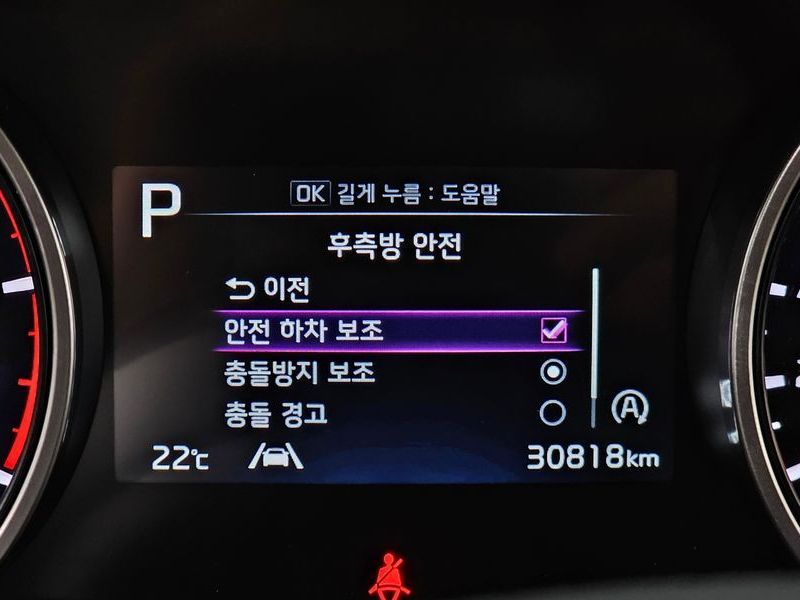 P
OK 길게 누름 : 도움말
후측방 안전
이전
안전 하차 보조
충돌방지 보조
충돌 경고
A
22℃
30818km